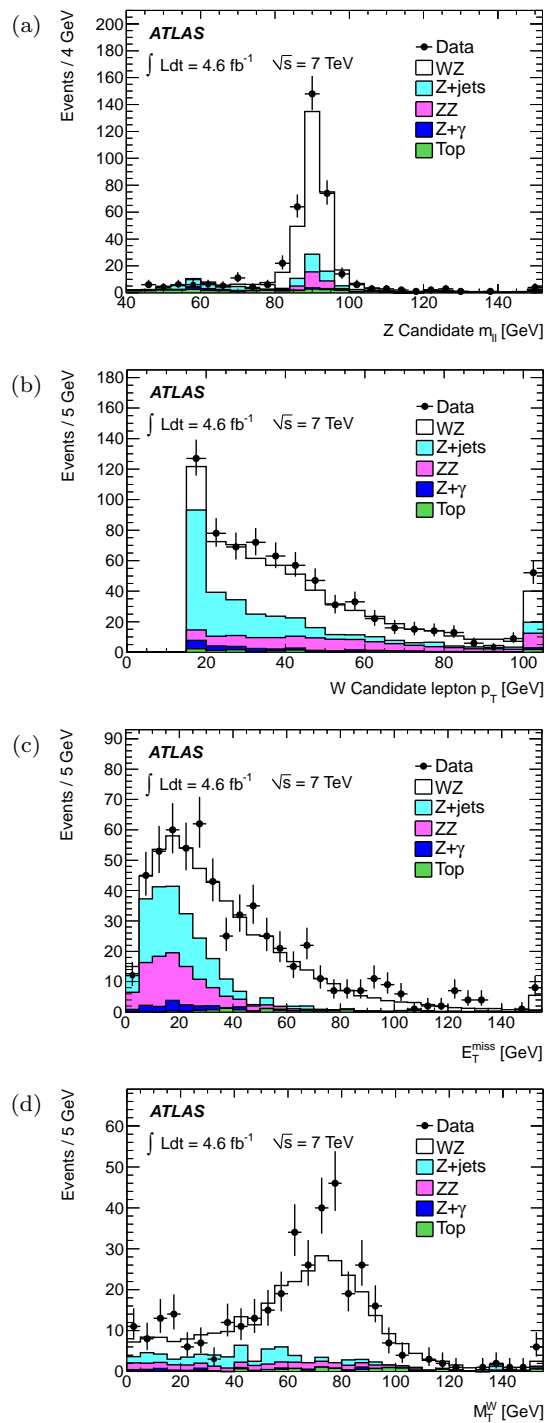 (a)
Events / 4 GeV
ATLAS
∫ Ldt = 4.6 fb⁻¹ √s = 7 TeV
Data
WZ
Z+jets
ZZ
Z+γ
Top
200
180
160
140
120
100
80
60
40
20
0
40 60 80 100 120 140
Z Candidate m_ll [GeV]
(b)
Events / 5 GeV
ATLAS
∫ Ldt = 4.6 fb⁻¹ √s = 7 TeV
Data
WZ
Z+jets
ZZ
Z+γ
Top
180
160
140
120
100
80
60
40
20
0
0 20 40 60 80 100
W Candidate lepton p_T [GeV]
(c)
Events / 5 GeV
ATLAS
∫ Ldt = 4.6 fb⁻¹ √s = 7 TeV
Data
WZ
Z+jets
ZZ
Z+γ
Top
90
80
70
60
50
40
30
20
10
0
0 20 40 60 80 100 120 140
E_T^miss [GeV]
(d)
Events / 5 GeV
ATLAS
∫ Ldt = 4.6 fb⁻¹ √s = 7 TeV
Data
WZ
Z+jets
ZZ
Z+γ
Top
60
50
40
30
20
10
0
0 20 40 60 80 100 120 140
M_T^W [GeV]